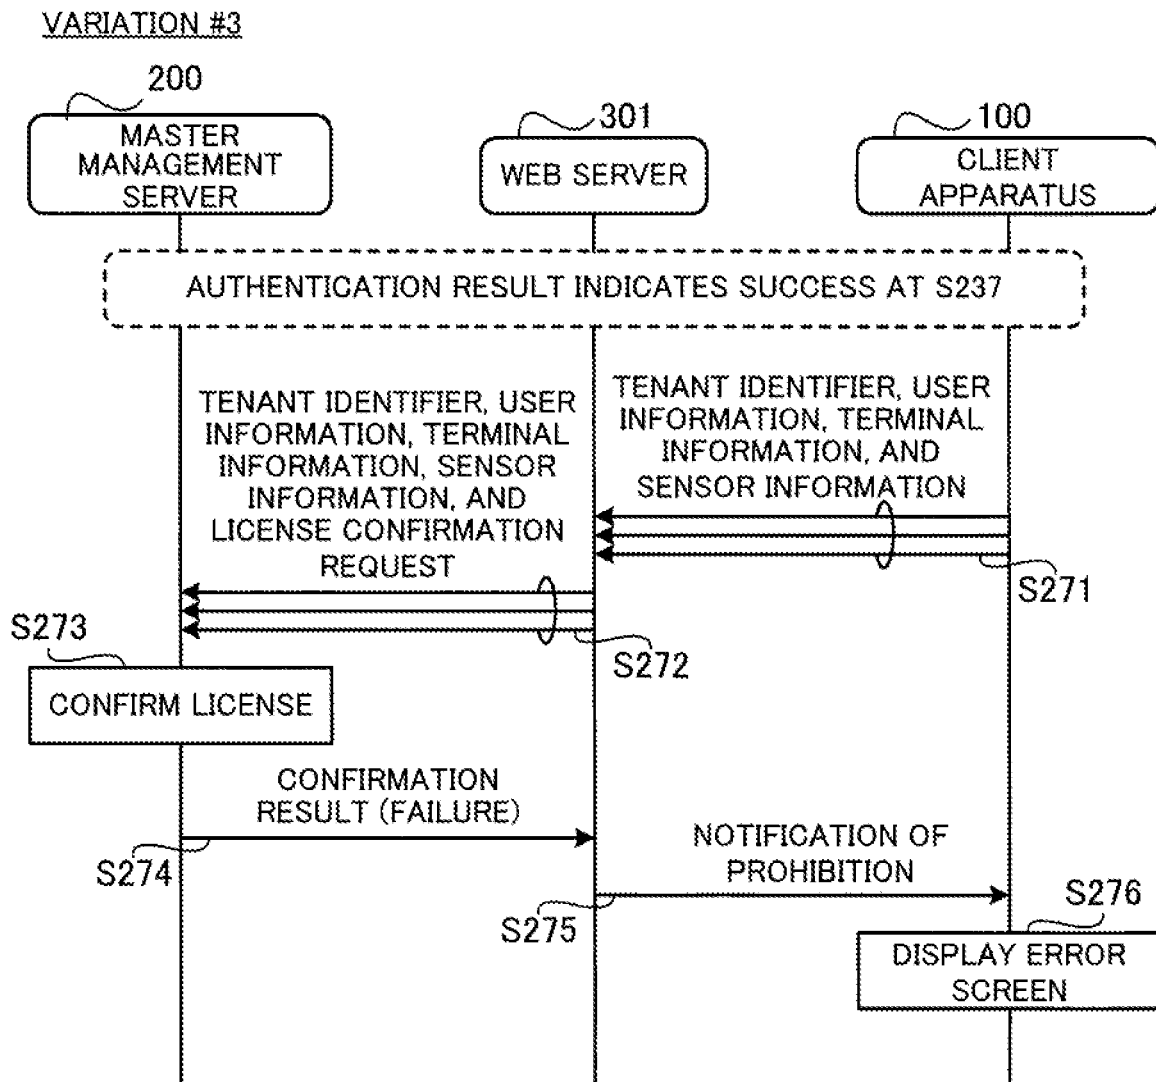 VARIATION #3
200
MASTER
MANAGEMENT
SERVER
301
WEB SERVER
100
CLIENT
APPARATUS
AUTHENTICATION RESULT INDICATES SUCCESS AT S237
TENANT IDENTIFIER, USER
INFORMATION, TERMINAL
INFORMATION, AND
SENSOR INFORMATION
S271
TENANT IDENTIFIER, USER
INFORMATION, TERMINAL
INFORMATION, SENSOR
INFORMATION, AND
LICENSE CONFIRMATION
REQUEST
S272
S273
CONFIRM LICENSE
CONFIRMATION
RESULT (FAILURE)
S274
NOTIFICATION OF
PROHIBITION
S275
S276
DISPLAY ERROR
SCREEN